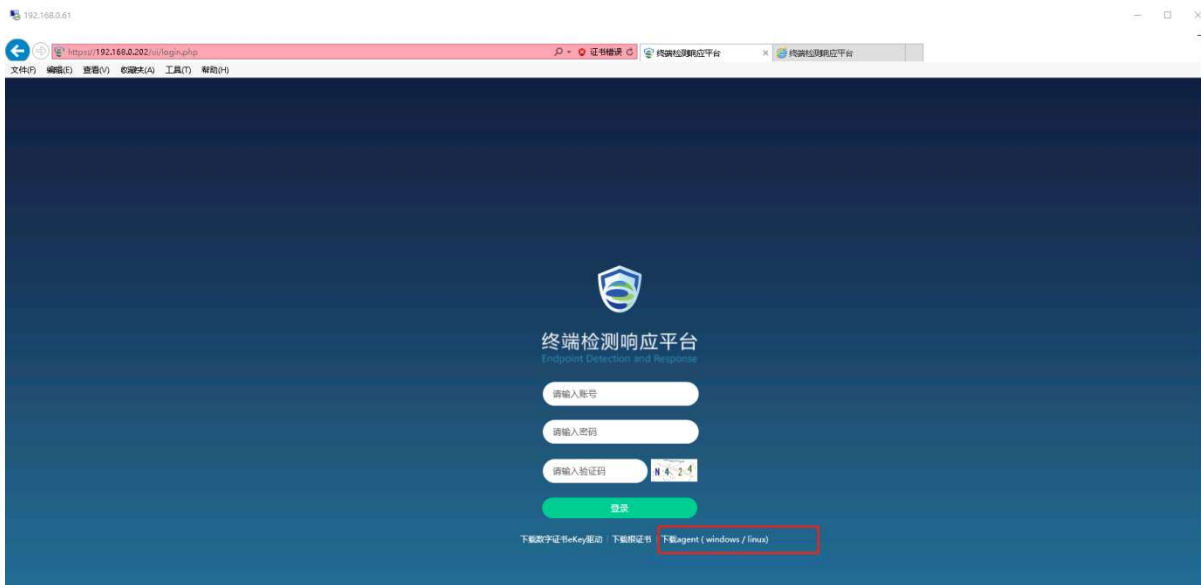 192.168.0.61
https://192.168.0.202/ui/login.php 证书错误 终端检测响应平台 终端检测响应平台
文件(F) 编辑(E) 查看(V) 收藏夹(A) 工具(T) 帮助(H)
终端检测响应平台
Endpoint Detection and Response
请输入账号
请输入密码
请输入验证码 N424
登录
下载数字证书eKey驱动 | 下载根证书 | 下载agent ( windows / linux)